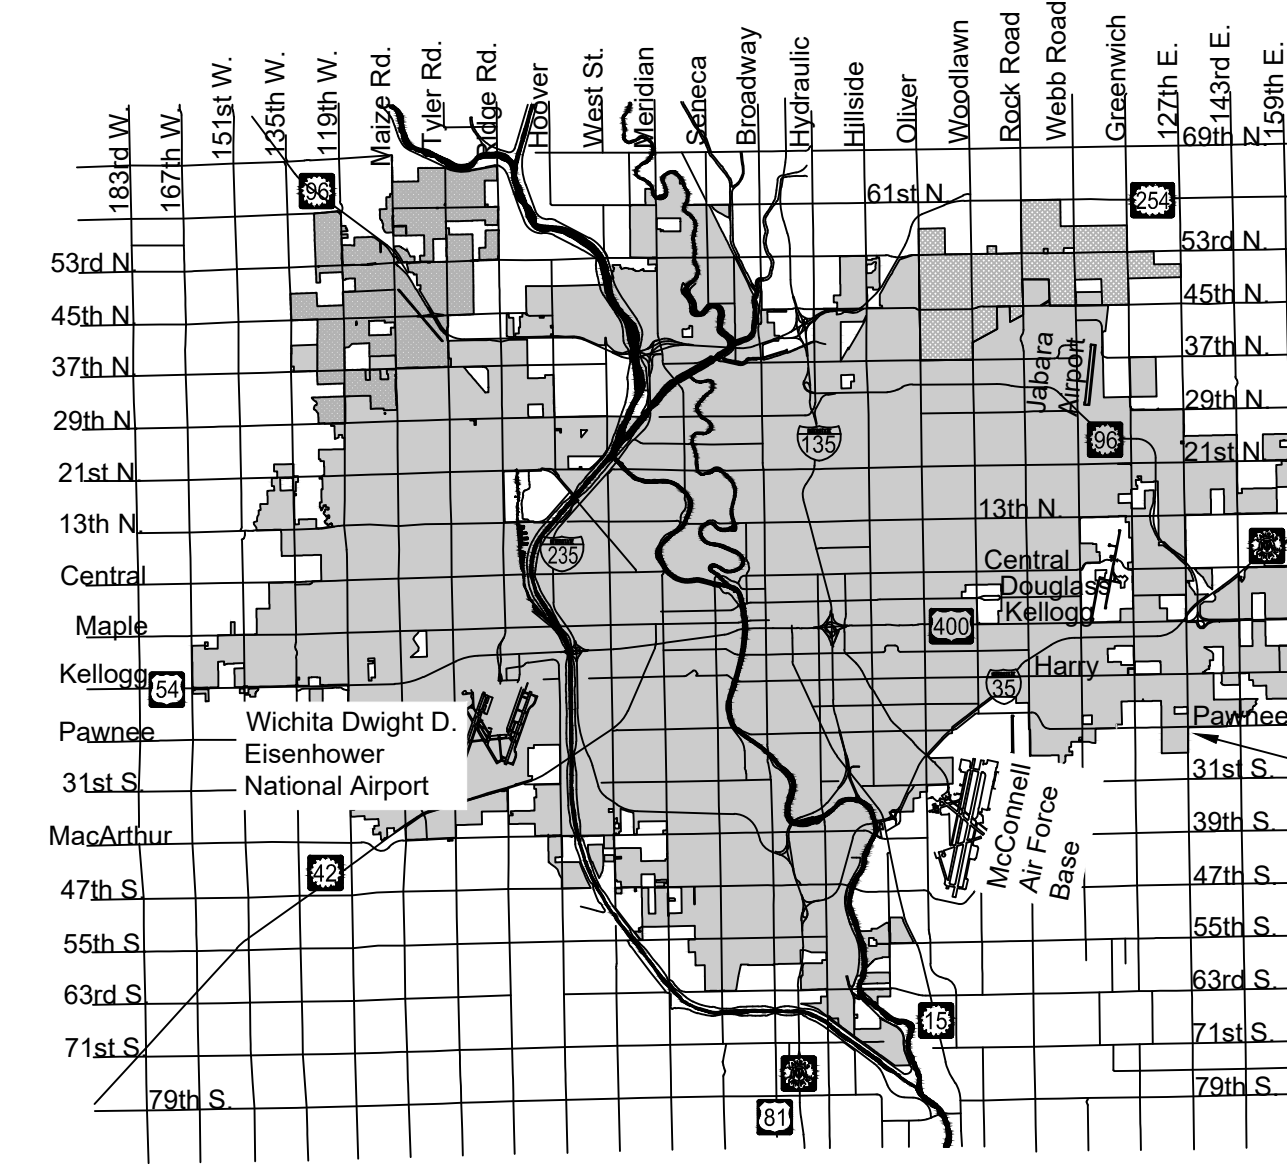 183rd W.
167th W.
151st W.
135th W.
119th W.
Maize Rd.
Tyler Rd.
Ridge Rd.
Hoover
West St.
Meridian
Seneca
Broadway
Hydraulic
Hillside
Oliver
Woodlawn
Rock Road
Webb Road
Greenwich
127th E.
143rd E.
159th E.
69th N.
96
61st N.
254
53rd N.
53rd N.
45th N.
45th N.
37th N.
37th N.
Jabara
Airport
29th N.
29th N.
135
96
21st N.
21st N.
13th N.
13th N.
235
Central
Central
Douglass
Kellogg
Maple
400
Kellogg
54
Harry
35
Pawnee
Pawnee
Wichita Dwight D.
Eisenhower
National Airport
31st S.
31st S.
McConnell
Air Force
Base
MacArthur
39th S.
42
47th S.
47th S.
55th S.
55th S.
63rd S.
63rd S.
15
71st S.
71st S.
79th S.
79th S.
81